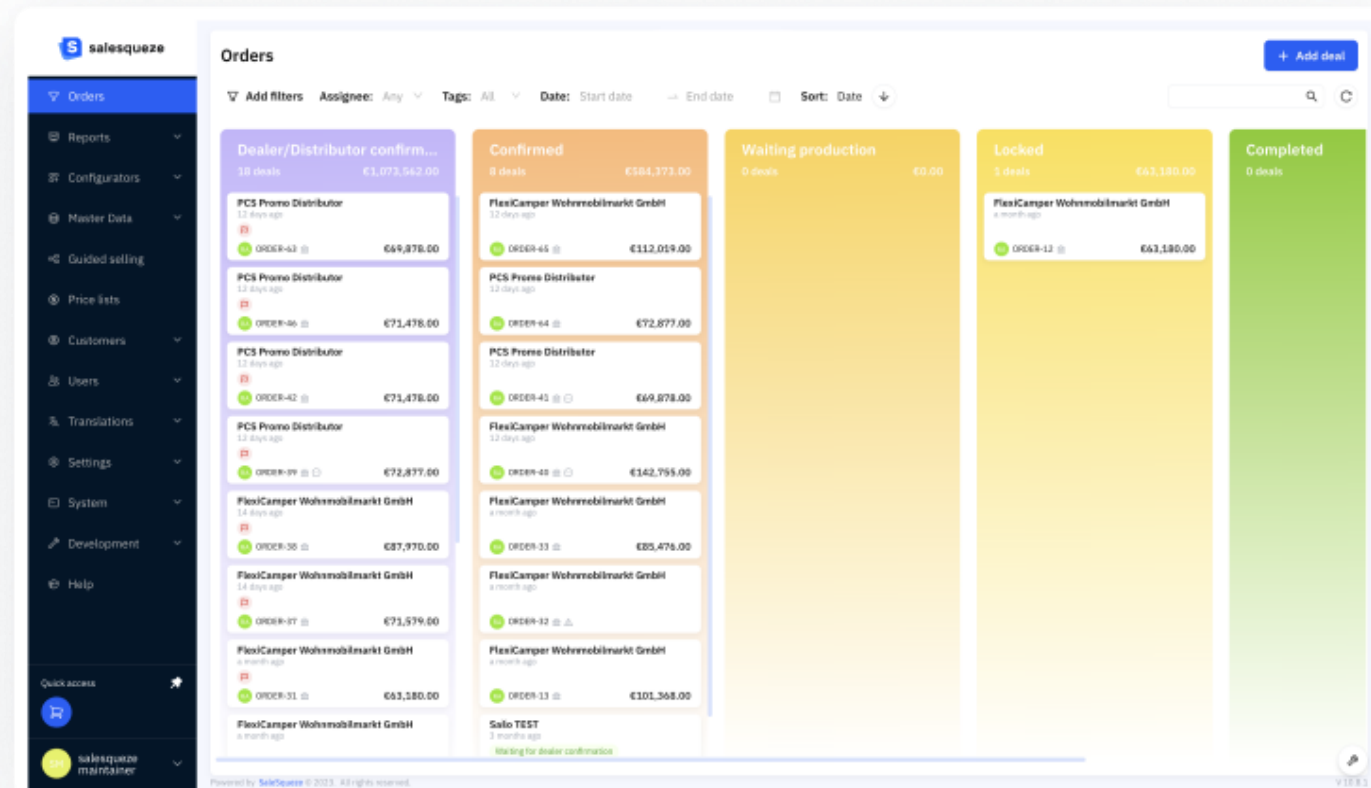 salesqueze
Orders
Reports
Configurators
Master Data
Guided selling
Price lists
Customers
Users
Translations
Settings
System
Development
Help
Quick access
SM
salesqueze
maintainer
Orders
+ Add deal
Add filters Assignee: Any Tags: All Date: Start date → End date Sort: Date
Dealer/Distributor confirm...
18 deals €1,073,562.00
PCS Promo Distributor
12 days ago
ORDER-63 €69,878.00
PCS Promo Distributor
12 days ago
ORDER-46 €71,478.00
PCS Promo Distributor
12 days ago
ORDER-42 €71,478.00
PCS Promo Distributor
12 days ago
ORDER-39 €72,877.00
FlexiCamper Wohnmobilmarkt GmbH
14 days ago
ORDER-38 €87,970.00
FlexiCamper Wohnmobilmarkt GmbH
14 days ago
ORDER-37 €71,579.00
FlexiCamper Wohnmobilmarkt GmbH
a month ago
ORDER-31 €63,180.00
FlexiCamper Wohnmobilmarkt GmbH
a month ago
Confirmed
8 deals €584,373.00
FlexiCamper Wohnmobilmarkt GmbH
12 days ago
ORDER-65 €112,019.00
PCS Promo Distributor
12 days ago
ORDER-64 €72,877.00
PCS Promo Distributor
12 days ago
ORDER-41 €69,878.00
FlexiCamper Wohnmobilmarkt GmbH
12 days ago
ORDER-40 €142,755.00
FlexiCamper Wohnmobilmarkt GmbH
a month ago
ORDER-33 €85,476.00
FlexiCamper Wohnmobilmarkt GmbH
a month ago
ORDER-32
FlexiCamper Wohnmobilmarkt GmbH
a month ago
ORDER-13 €101,368.00
Salio TEST
3 months ago
Waiting for dealer confirmation
Waiting production
0 deals €0.00
Locked
1 deals €63,180.00
FlexiCamper Wohnmobilmarkt GmbH
a month ago
ORDER-12 €63,180.00
Completed
0 deals
Powered by SaleSqueze © 2023. All rights reserved.
V 10.8.1